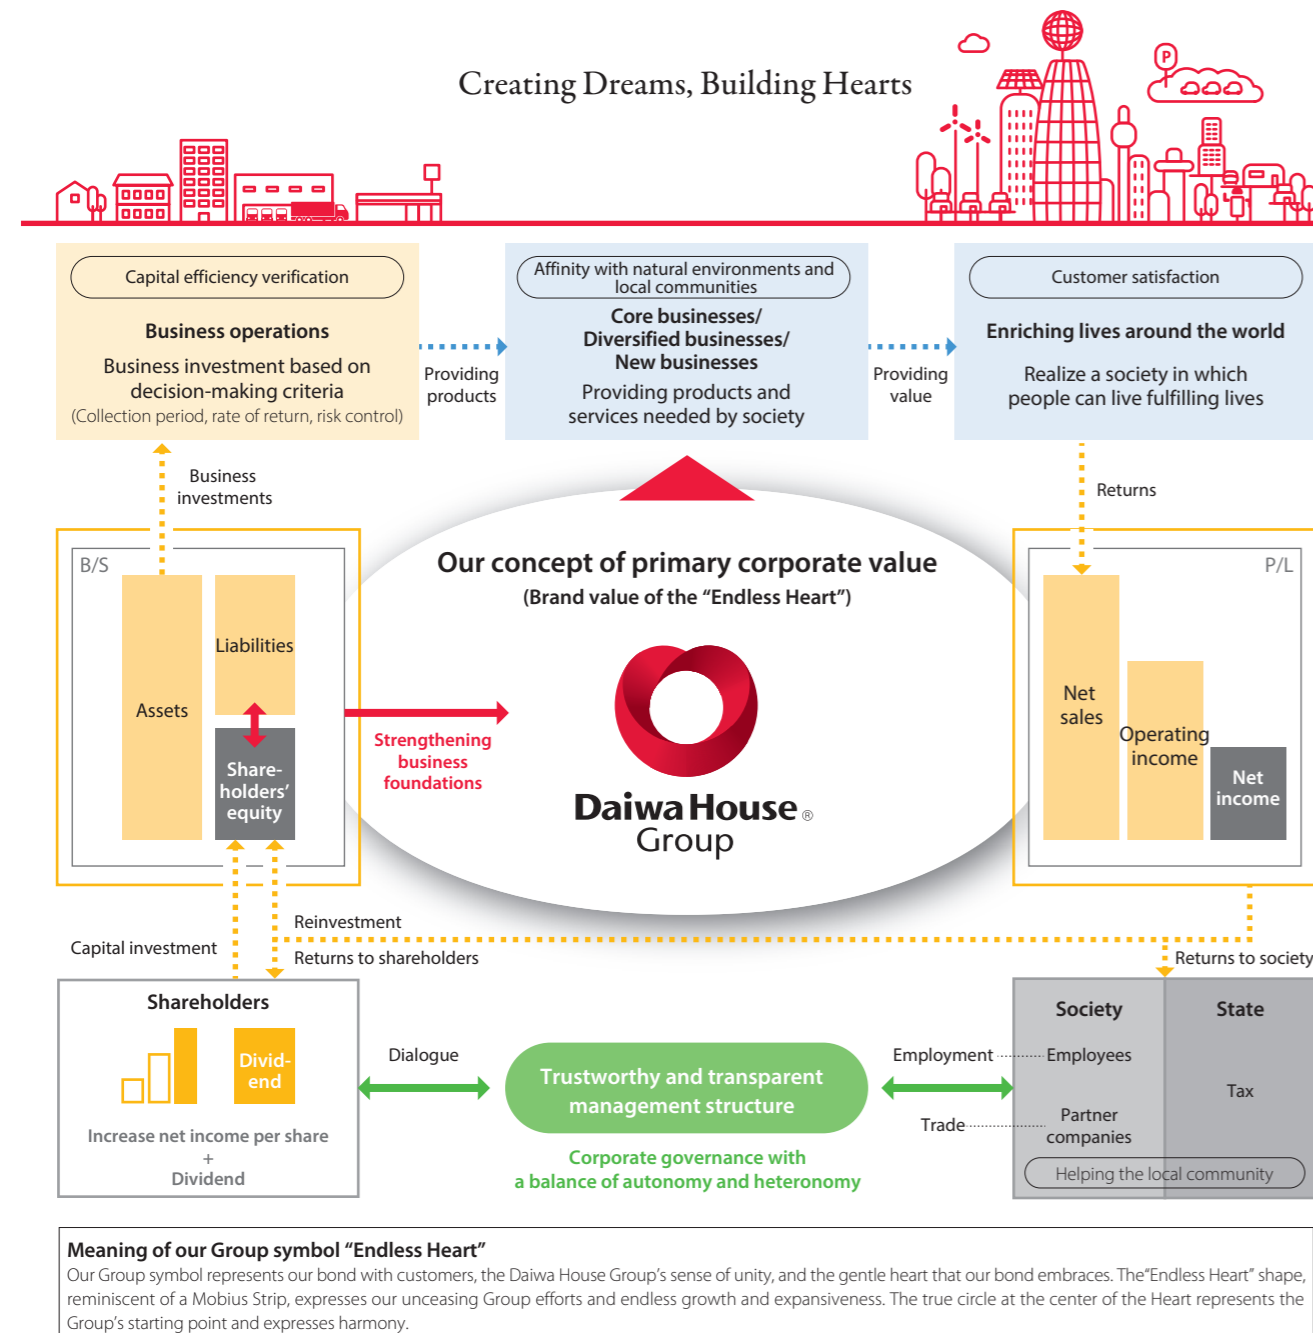 Creating Dreams, Building Hearts
P
Capital efficiency verification
Business operations
Business investment based on
decision-making criteria
(Collection period, rate of return, risk control)
Providing
products
Affinity with natural environments and
local communities
Core businesses/
Diversified businesses/
New businesses
Providing products and
services needed by society
Providing
value
Customer satisfaction
Enriching lives around the world
Realize a society in which
people can live fulfilling lives
Business
investments
Returns
B/S
Assets
Liabilities
Share-
holders'
equity
Strengthening
business
foundations
Our concept of primary corporate value
(Brand value of the “Endless Heart”)
Daiwa House ®
Group
P/L
Net
sales
Operating
income
Net
income
Capital investment
Reinvestment
Returns to shareholders
Returns to society
Shareholders
Divid-
end
Increase net income per share
+
Dividend
Dialogue
Trustworthy and transparent
management structure
Corporate governance with
a balance of autonomy and heteronomy
Employment
Trade
Society
Employees
Partner
companies
State
Tax
Helping the local community
Meaning of our Group symbol “Endless Heart”
Our Group symbol represents our bond with customers, the Daiwa House Group’s sense of unity, and the gentle heart that our bond embraces. The“Endless Heart” shape,
reminiscent of a Mobius Strip, expresses our unceasing Group efforts and endless growth and expansiveness. The true circle at the center of the Heart represents the
Group’s starting point and expresses harmony.